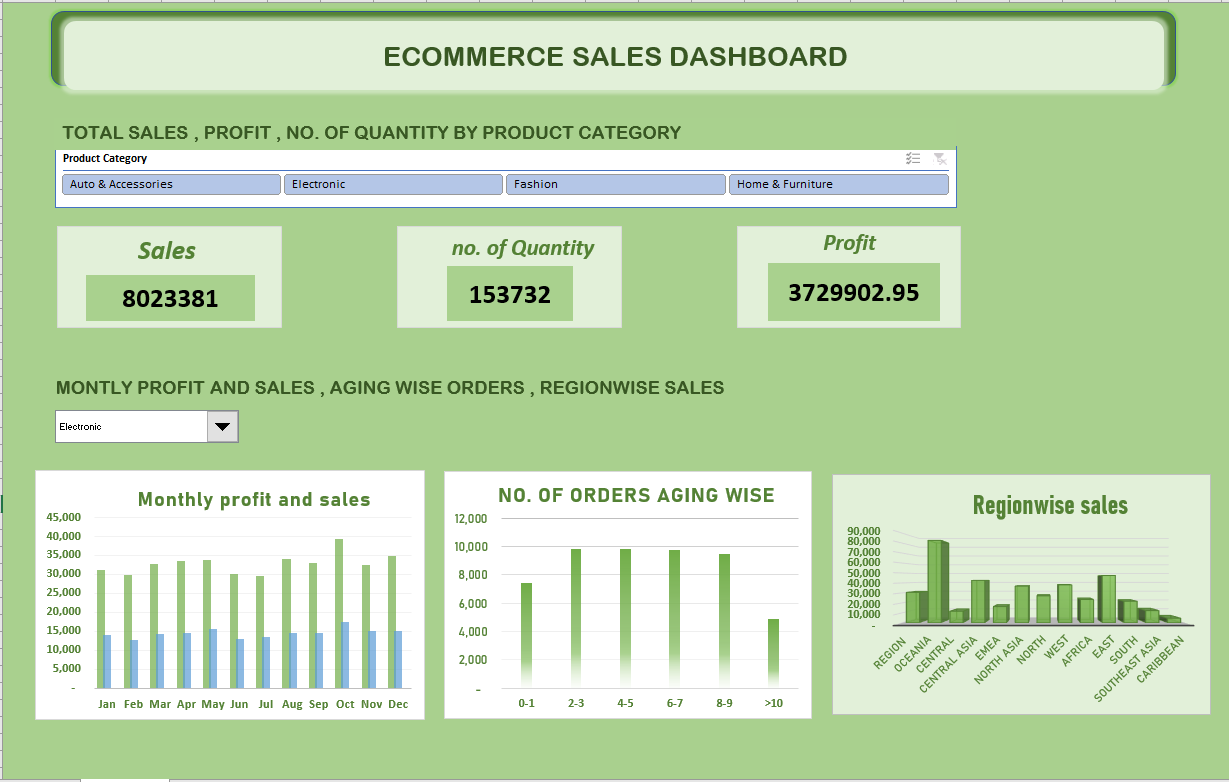 ECOMMERCE SALES DASHBOARD
TOTAL SALES , PROFIT , NO. OF QUANTITY BY PRODUCT CATEGORY
Product Category
Auto & Accessories
Electronic
Fashion
Home & Furniture
Sales
8023381
no. of Quantity
153732
Profit
3729902.95
MONTLY PROFIT AND SALES , AGING WISE ORDERS , REGIONWISE SALES
Electronic
Monthly profit and sales
45,000
40,000
35,000
30,000
25,000
20,000
15,000
10,000
5,000
-
Jan Feb Mar Apr May Jun Jul Aug Sep Oct Nov Dec
NO. OF ORDERS AGING WISE
12,000
10,000
8,000
6,000
4,000
2,000
-
0-1 2-3 4-5 6-7 8-9 >10
Regionwise sales
90,000
80,000
70,000
60,000
50,000
40,000
30,000
20,000
10,000
-
REGION
OCEANIA
CENTRAL
CENTRAL ASIA
EMEA
NORTH ASIA
NORTH
WEST
AFRICA
EAST
SOUTH
SOUTHEAST ASIA
CARIBBEAN